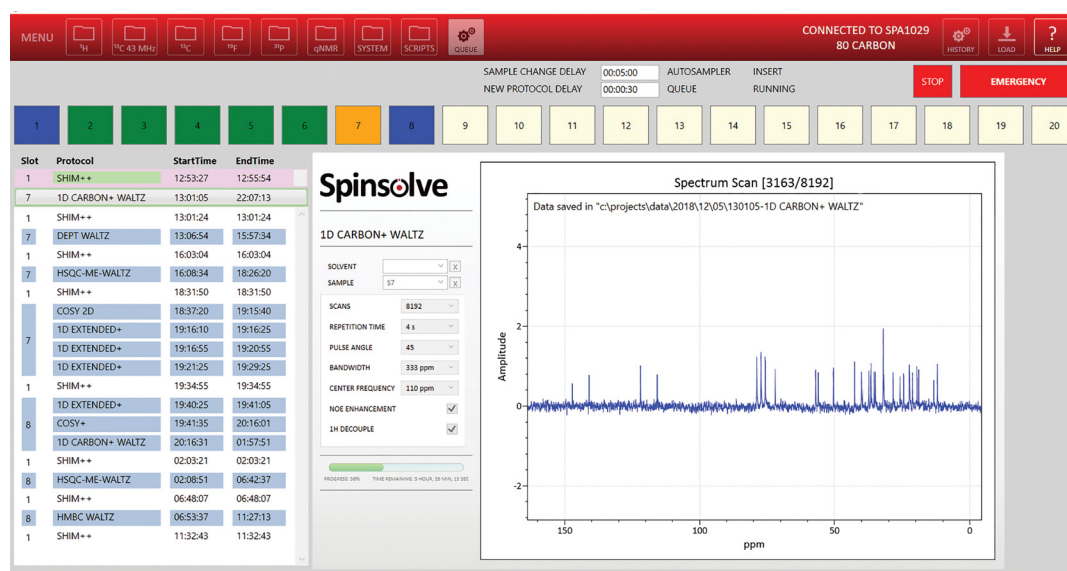 MENU ¹H ¹³C 43 MHz ¹³C ¹⁹F ³¹P qNMR SYSTEM SCRIPTS QUEUE CONNECTED TO SPA1029 HISTORY LOAD ? HELP
80 CARBON
SAMPLE CHANGE DELAY 00:05:00 AUTOSAMPLER INSERT STOP EMERGENCY
NEW PROTOCOL DELAY 00:00:30 QUEUE RUNNING
1 2 3 4 5 6 7 8 9 10 11 12 13 14 15 16 17 18 19 20
Slot Protocol StartTime EndTime
1 SHIM++ 12:53:27 12:55:54
7 1D CARBON+ WALTZ 13:01:05 22:07:13
1 SHIM++ 13:01:24 13:01:24
7 DEPT WALTZ 13:06:54 15:57:34
1 SHIM++ 16:03:04 16:03:04
7 HSQC-ME-WALTZ 16:08:34 18:26:20
1 SHIM++ 18:31:50 18:31:50
7 COSY 2D 18:37:20 19:15:40
1D EXTENDED+ 19:16:10 19:16:25
1D EXTENDED+ 19:16:55 19:20:55
1D EXTENDED+ 19:21:25 19:29:25
1 SHIM++ 19:34:55 19:34:55
8 1D EXTENDED+ 19:40:25 19:41:05
COSY+ 19:41:35 20:16:01
1D CARBON+ WALTZ 20:16:31 01:57:51
1 SHIM++ 02:03:21 02:03:21
8 HSQC-ME-WALTZ 02:08:51 06:42:37
1 SHIM++ 06:48:07 06:48:07
8 HMBC WALTZ 06:53:37 11:27:13
1 SHIM++ 11:32:43 11:32:43
Spinsolve
1D CARBON+ WALTZ
SOLVENT X
SAMPLE S7 X
SCANS 8192
REPETITION TIME 4 s
PULSE ANGLE 45
BANDWIDTH 333 ppm
CENTER FREQUENCY 110 ppm
NOE ENHANCEMENT
1H DECOUPLE
PROGRESS: 38% TIME REMAINING: 5 HOUR, 35 MIN, 13 SEC
Spectrum Scan [3163/8192]
Data saved in "c:\projects\data\2018\12\05\130105-1D CARBON+ WALTZ"
Amplitude
4
2
0
-2
150 100 50 0
ppm